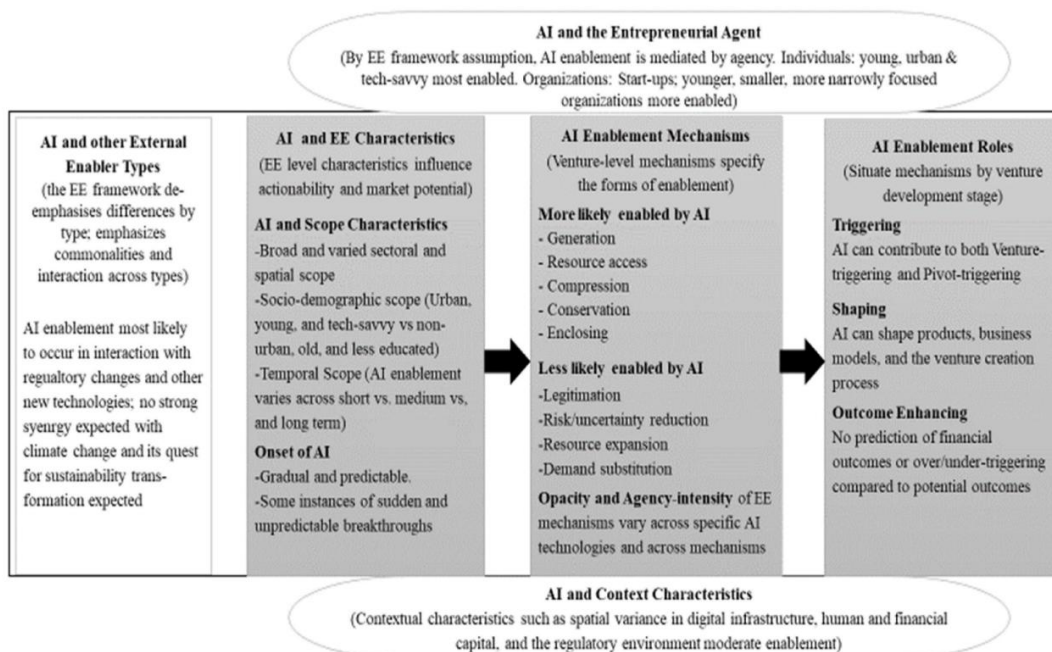 AI and the Entrepreneurial Agent
(By EE framework assumption, AI enablement is mediated by agency. Individuals: young, urban &
tech-savvy most enabled. Organizations: Start-ups; younger, smaller, more narrowly focused
organizations more enabled)
AI and other External
Enabler Types
(the EE framework de-
emphasises differences by
type; emphasizes
commonalities and
interaction across types)
AI enablement most likely
to occur in interaction with
regualtory changes and other
new technologies; no strong
syenrgy expected with
climate change and its quest
for sustainability trans-
formation expected
AI and EE Characteristics
(EE level characteristics influence
actionability and market potential)
AI and Scope Characteristics
-Broad and varied sectoral and
spatial scope
-Socio-demographic scope (Urban,
young, and tech-savvy vs non-
urban, old, and less educated)
-Temporal Scope (AI enablement
varies across short vs. medium vs,
and long term)
Onset of AI
-Gradual and predictable.
-Some instances of sudden and
unpredictable breakthroughs
AI Enablement Mechanisms
(Venture-level mechanisms specify
the forms of enablement)
More likely enabled by AI
- Generation
- Resource access
- Compression
- Conservation
- Enclosing
Less likely enabled by AI
-Legitimation
-Risk/uncertainty reduction
-Resource expansion
-Demand substitution
Opacity and Agency-intensity of EE
mechanisms vary across specific AI
technologies and across mechanisms
AI Enablement Roles
(Situate mechanisms by venture
development stage)
Triggering
AI can contribute to both Venture-
triggering and Pivot-triggering
Shaping
AI can shape products, business
models, and the venture creation
process
Outcome Enhancing
No prediction of financial
outcomes or over/under-triggering
compared to potential outcomes
AI and Context Characteristics
(Contextual characteristics such as spatial variance in digital infrastructure, human and financial
capital, and the regulatory environment moderate enablement)